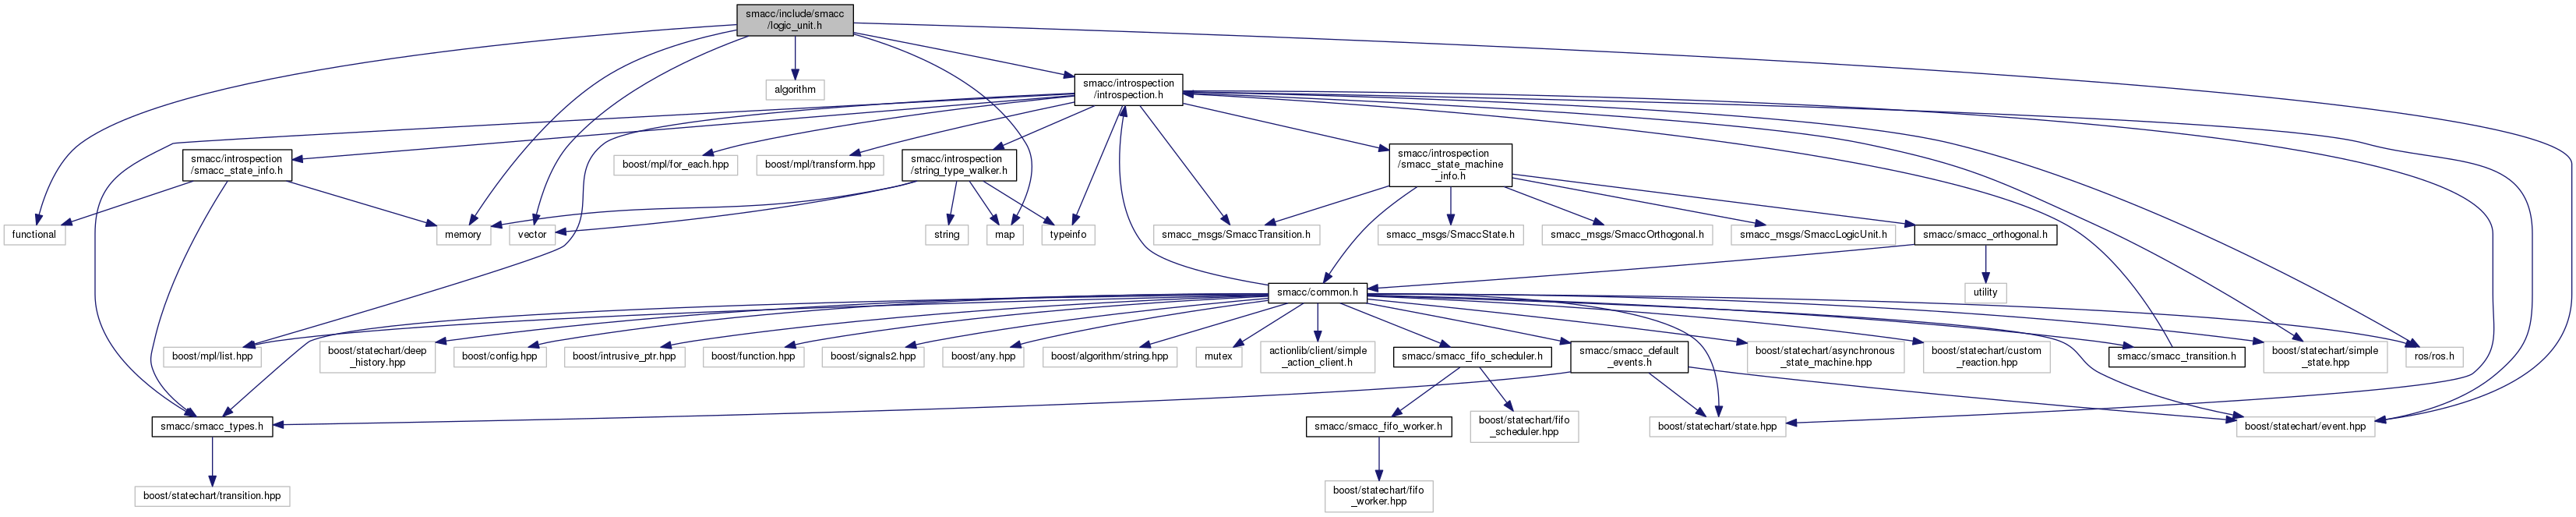 smacc/include/smacc
/logic_unit.h
algorithm
smacc/introspection
/introspection.h
smacc/introspection
/smacc_state_info.h
boost/mpl/for_each.hpp
boost/mpl/transform.hpp
smacc/introspection
/string_type_walker.h
smacc/introspection
/smacc_state_machine
_info.h
functional
memory
vector
string
map
typeinfo
smacc_msgs/SmaccTransition.h
smacc_msgs/SmaccState.h
smacc_msgs/SmaccOrthogonal.h
smacc_msgs/SmaccLogicUnit.h
smacc/smacc_orthogonal.h
smacc/common.h
utility
boost/mpl/list.hpp
boost/statechart/deep
_history.hpp
boost/config.hpp
boost/intrusive_ptr.hpp
boost/function.hpp
boost/signals2.hpp
boost/any.hpp
boost/algorithm/string.hpp
mutex
actionlib/client/simple
_action_client.h
smacc/smacc_fifo_scheduler.h
smacc/smacc_default
_events.h
boost/statechart/asynchronous
_state_machine.hpp
boost/statechart/custom
_reaction.hpp
smacc/smacc_transition.h
boost/statechart/simple
_state.hpp
ros/ros.h
smacc/smacc_types.h
smacc/smacc_fifo_worker.h
boost/statechart/fifo
_scheduler.hpp
boost/statechart/state.hpp
boost/statechart/event.hpp
boost/statechart/transition.hpp
boost/statechart/fifo
_worker.hpp